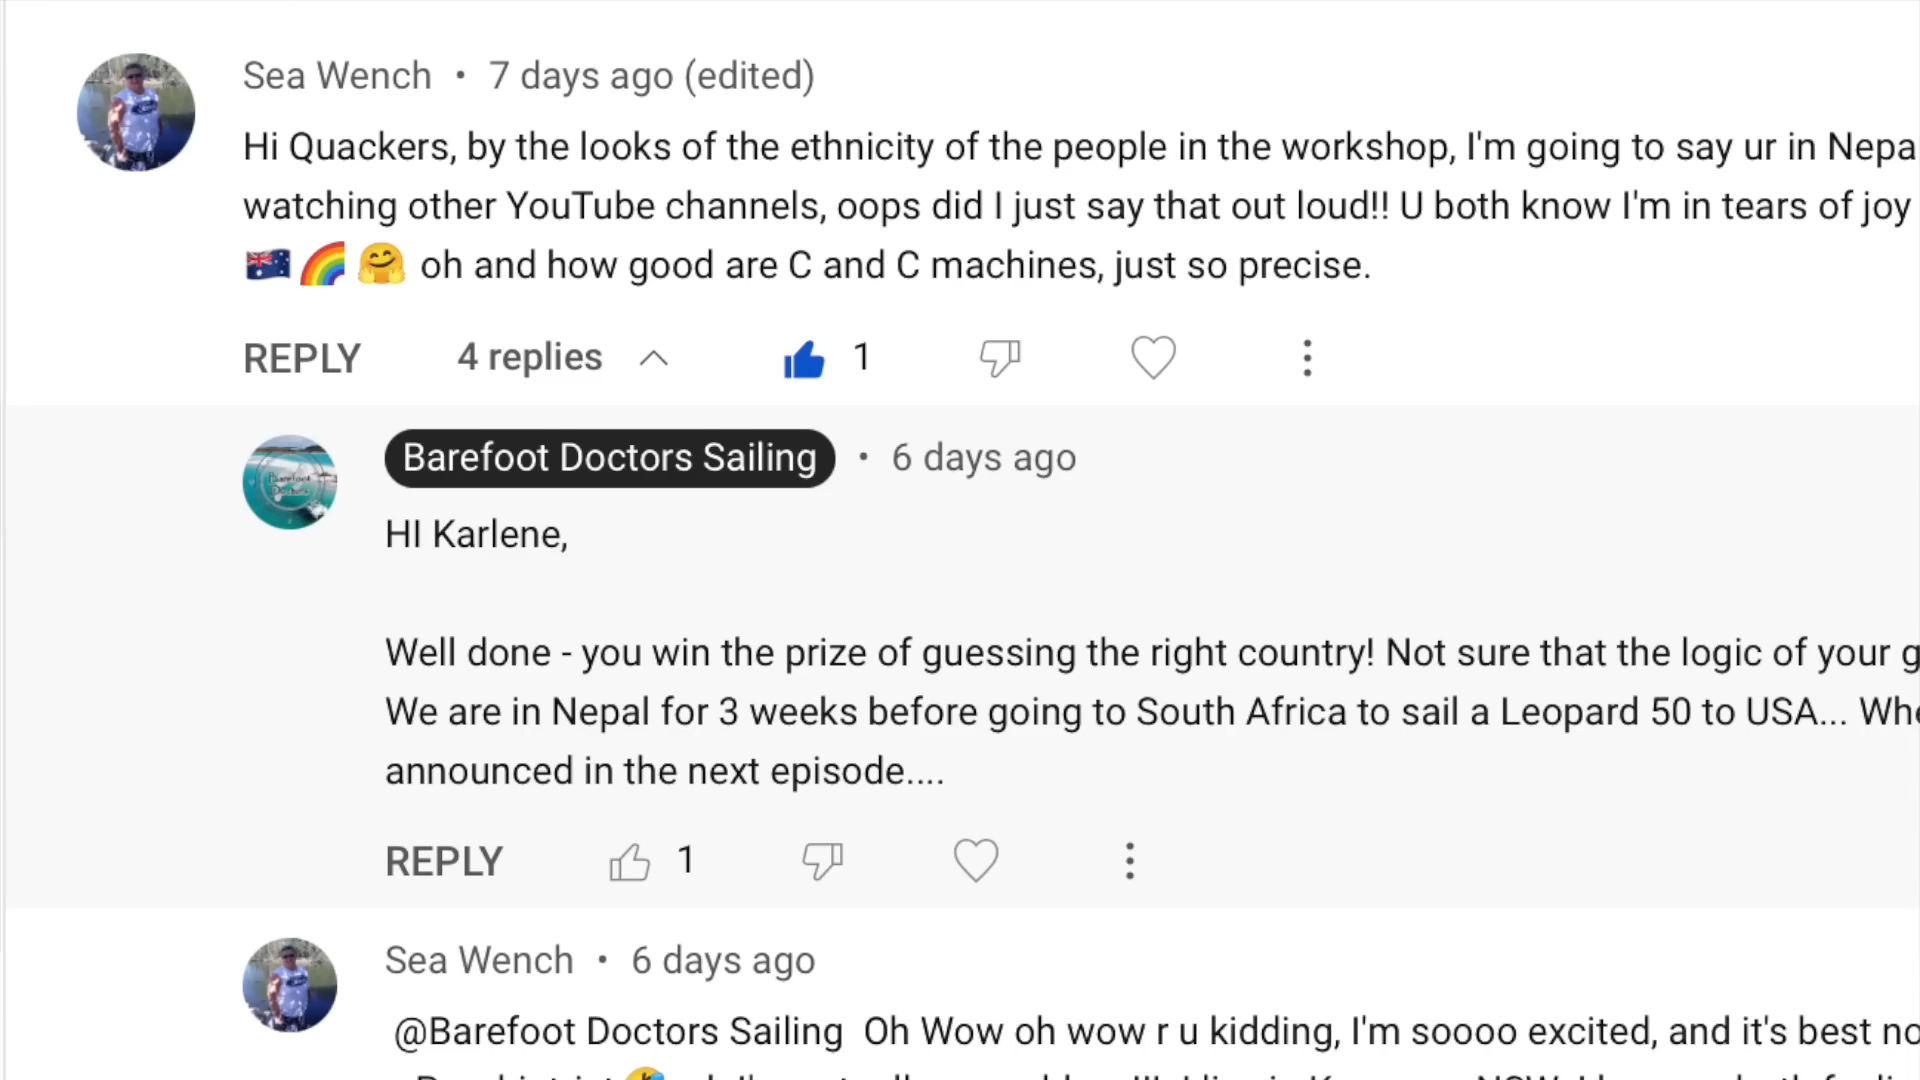 Sea Wench • 7 days ago (edited)
Hi Quackers, by the looks of the ethnicity of the people in the workshop, I'm going to say ur in Nepa
watching other YouTube channels, oops did I just say that out loud!! U both know I'm in tears of joy
🇦🇺🌈🤗 oh and how good are C and C machines, just so precise.
REPLY 4 replies 1
Barefoot Doctors Sailing • 6 days ago
Barefoot Doctors
HI Karlene,
Well done - you win the prize of guessing the right country! Not sure that the logic of your g
We are in Nepal for 3 weeks before going to South Africa to sail a Leopard 50 to USA... Whe
announced in the next episode....
REPLY 1
Sea Wench • 6 days ago
@Barefoot Doctors Sailing Oh Wow oh wow r u kidding, I'm soooo excited, and it's best no